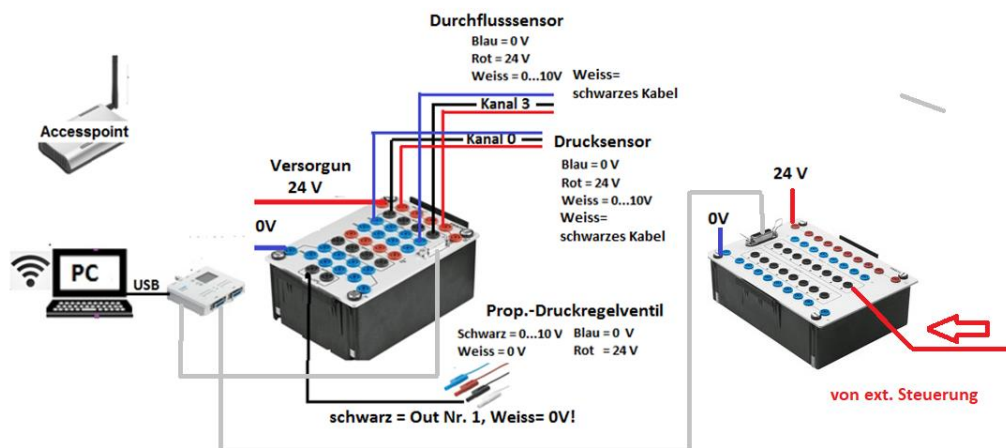 Durchflusssensor
Blau = 0 V
Rot = 24 V
Weiss = 0...10V
Weiss=
schwarzes Kabel
Kanal 3
Accesspoint
Kanal 0
Drucksensor
Blau = 0 V
Rot = 24 V
Weiss = 0...10V
Weiss=
schwarzes Kabel
Versorgun
24 V
0V
24 V
0V
PC
USB
Prop.-Druckregelventil
Schwarz = 0...10 V Blau = 0 V
Weiss = 0V Rot = 24 V
schwarz = Out Nr. 1, Weiss= 0V!
von ext. Steuerung